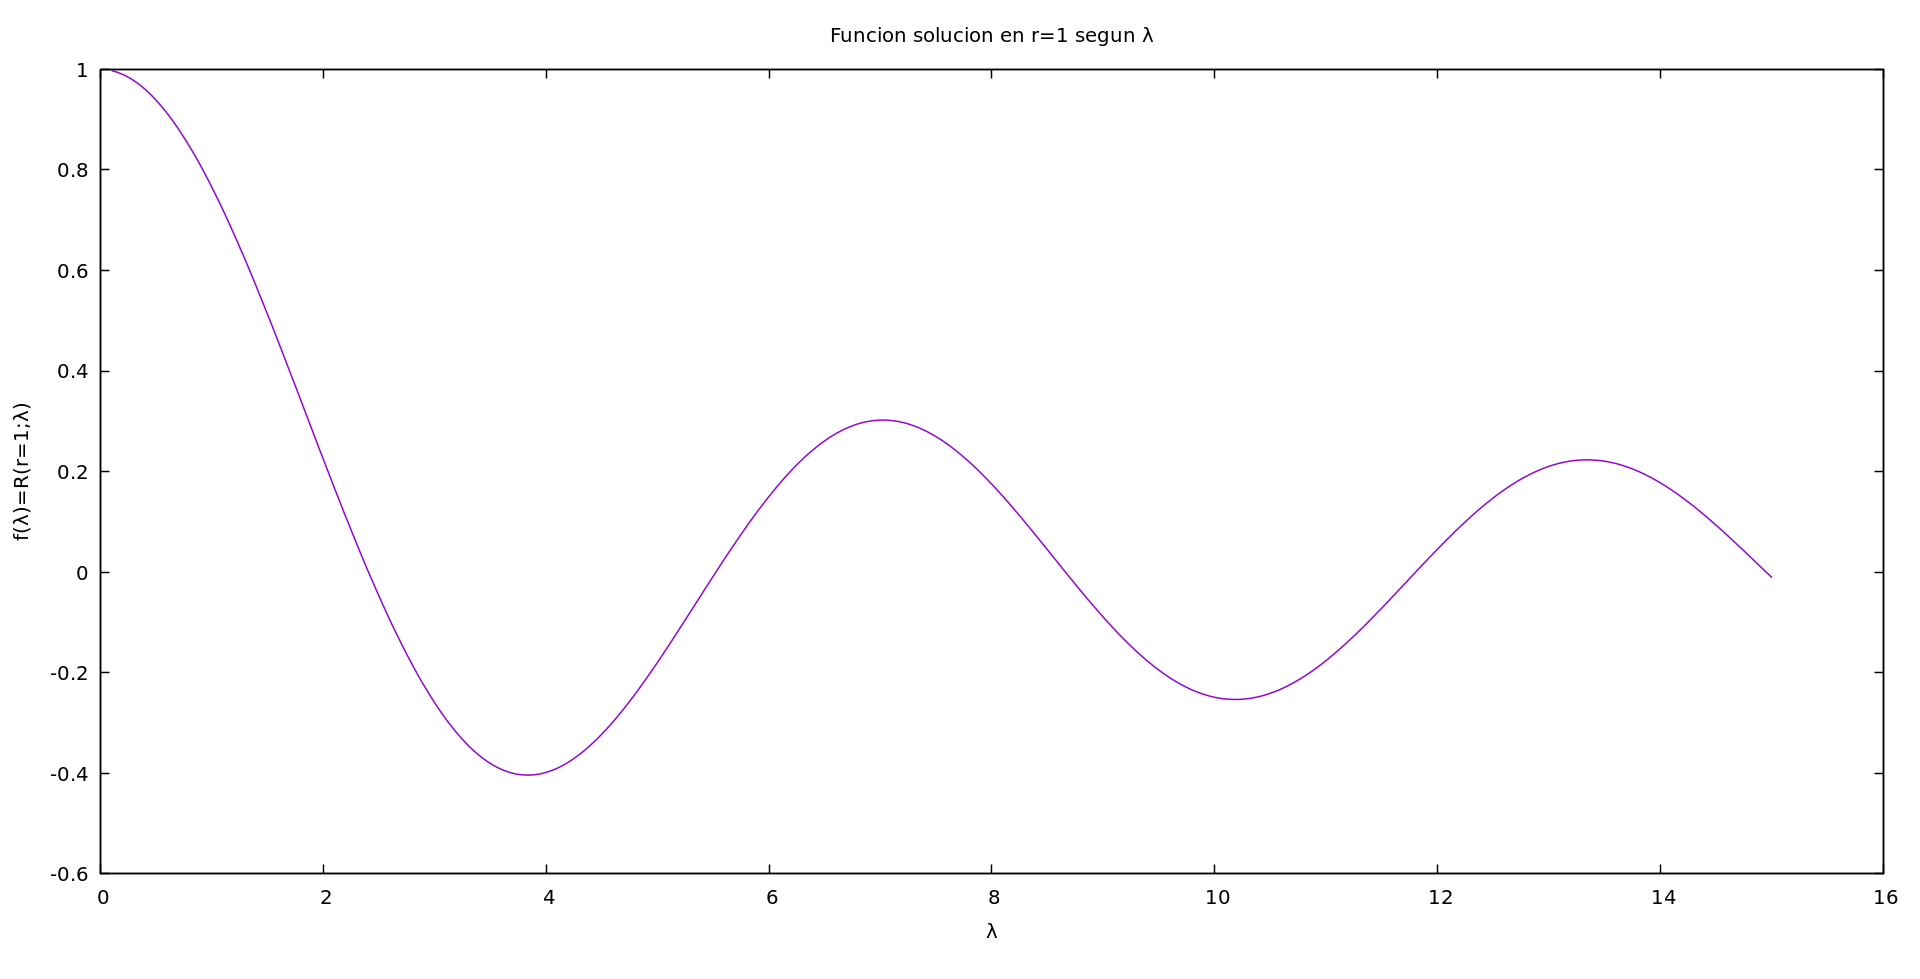 Funcion solucion en r=1 segun λ
1
0.8
0.6
0.4
0.2
0
-0.2
-0.4
-0.6
f(λ)=R(r=1;λ)
0 2 4 6 8 10 12 14 16
λ